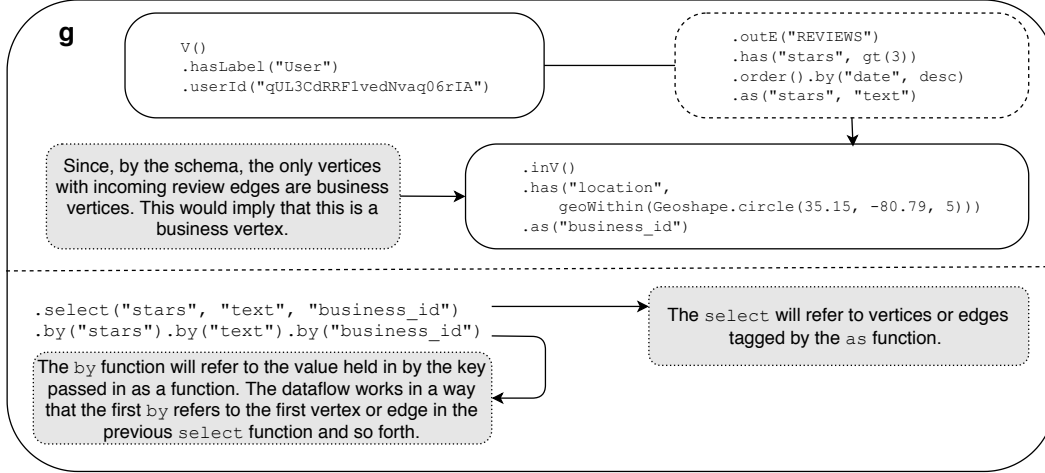 g
V()
.hasLabel("User")
.userId("qUL3CdRRF1vedNvaq06rIA")
.outE("REVIEWS")
.has("stars", gt(3))
.order().by("date", desc)
.as("stars", "text")
Since, by the schema, the only vertices
with incoming review edges are business
vertices. This would imply that this is a
business vertex.
.inV()
.has("location",
geoWithin(Geoshape.circle(35.15, -80.79, 5)))
.as("business_id")
.select("stars", "text", "business_id")
.by("stars").by("text").by("business_id")
The select will refer to vertices or edges
tagged by the as function.
The by function will refer to the value held in by the key
passed in as a function. The dataflow works in a way
that the first by refers to the first vertex or edge in the
previous select function and so forth.